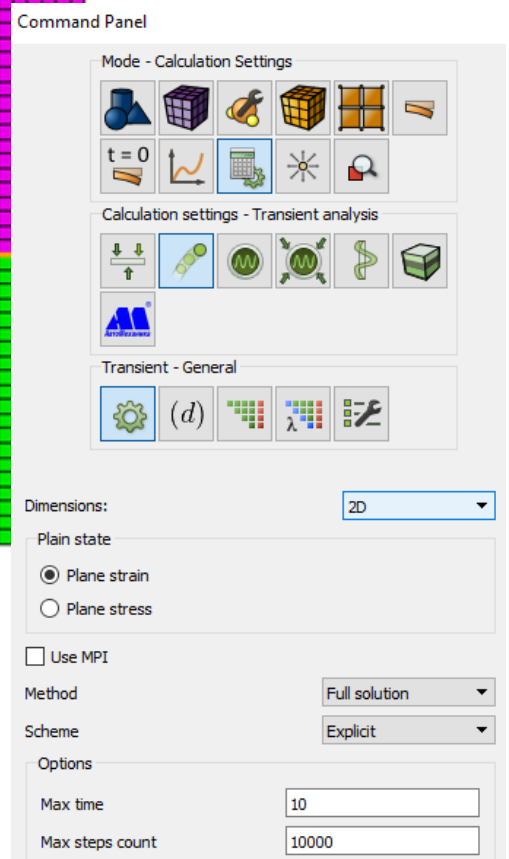 Command Panel
Mode - Calculation Settings
t = 0
Calculation settings - Transient analysis
АвтоМеханика
Transient - General
(d)
λ
Dimensions: 2D
Plain state
Plane strain
Plane stress
Use MPI
Method Full solution
Scheme Explicit
Options
Max time 10
Max steps count 10000